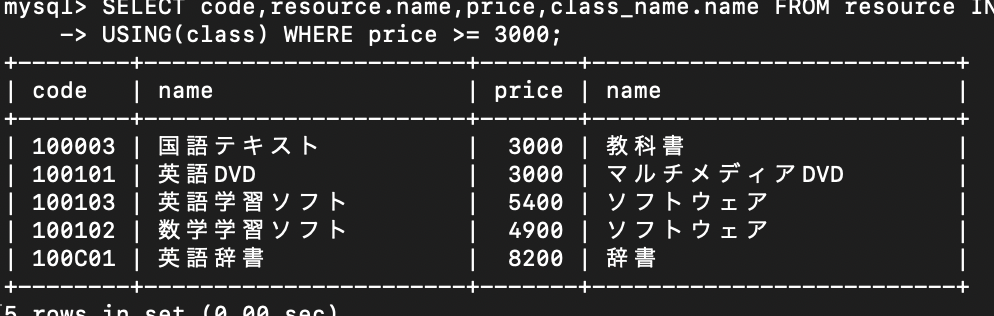 mysql> SELECT code,resource.name,price,class_name.name FROM resource IN
    -> USING(class) WHERE price >= 3000;
+--------+------------------------+-------+--------------------------+
| code   | name                   | price | name                     |
+--------+------------------------+-------+--------------------------+
| 100003 | 国語テキスト           |  3000 | 教科書                   |
| 100101 | 英語DVD                |  3000 | マルチメディアDVD        |
| 100103 | 英語学習ソフト         |  5400 | ソフトウェア             |
| 100102 | 数学学習ソフト         |  4900 | ソフトウェア             |
| 100C01 | 英語辞書               |  8200 | 辞書                     |
+--------+------------------------+-------+--------------------------+
5 rows in set (0.00 sec)